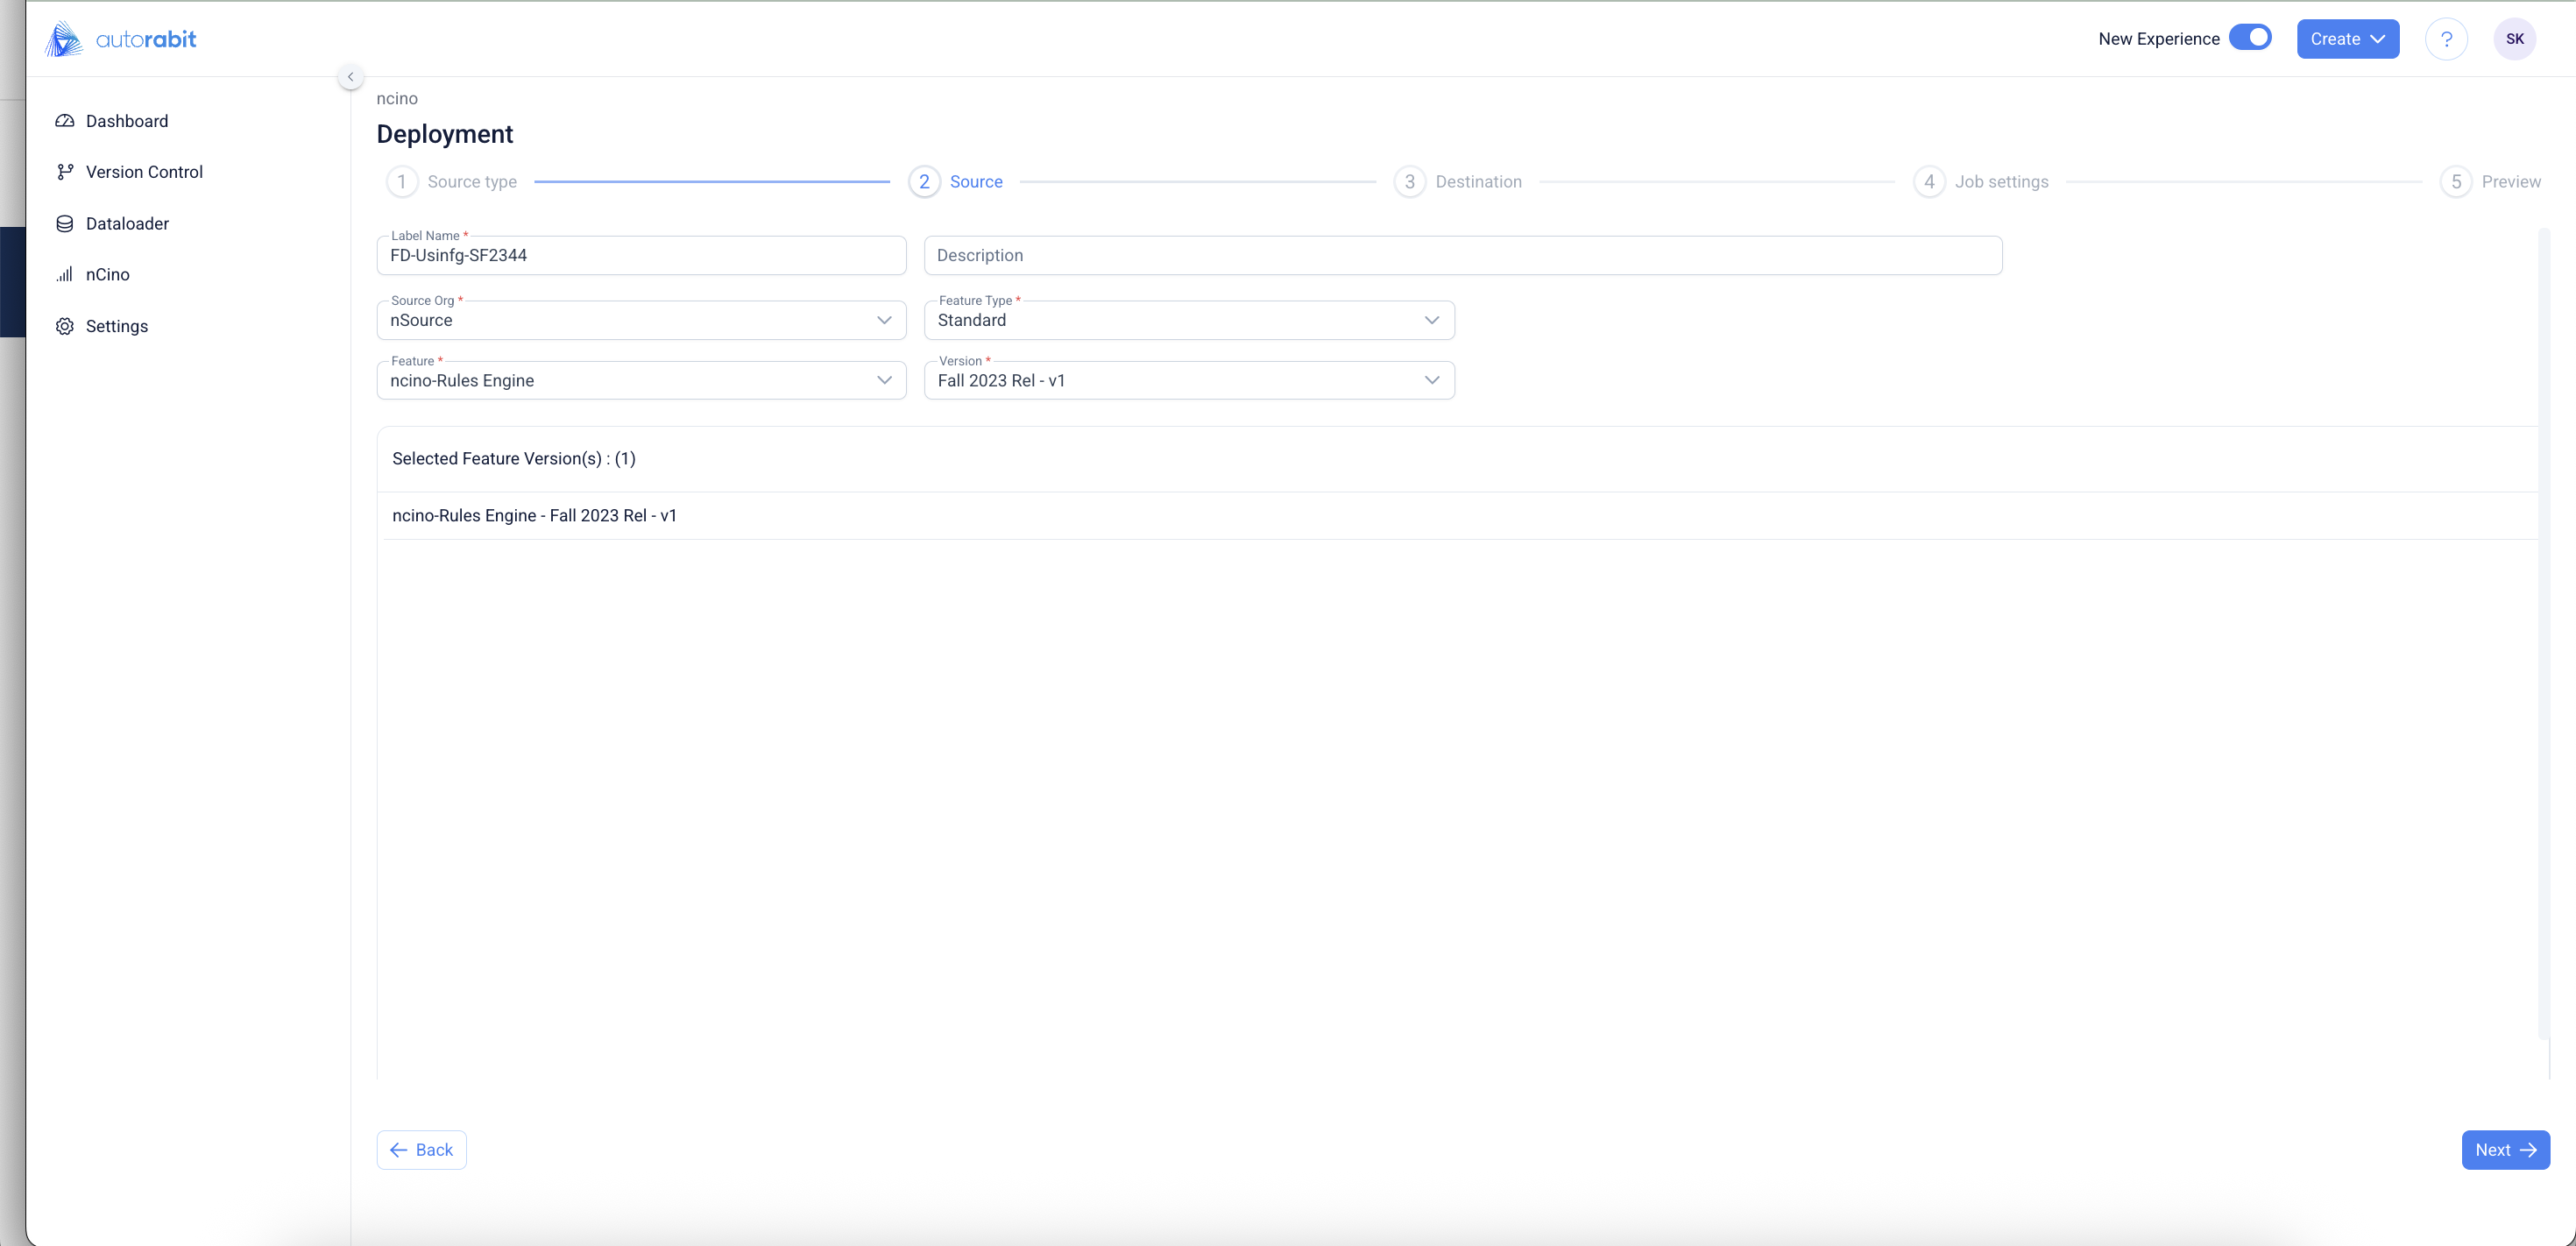 autorabit
New Experience
Create
?
SK
Dashboard
Version Control
Dataloader
nCino
Settings
ncino
Deployment
1 Source type
2 Source
3 Destination
4 Job settings
5 Preview
Label Name *
FD-Usinfg-SF2344
Description
Source Org *
nSource
Feature Type *
Standard
Feature *
ncino-Rules Engine
Version *
Fall 2023 Rel - v1
Selected Feature Version(s) : (1)
ncino-Rules Engine - Fall 2023 Rel - v1
Back
Next